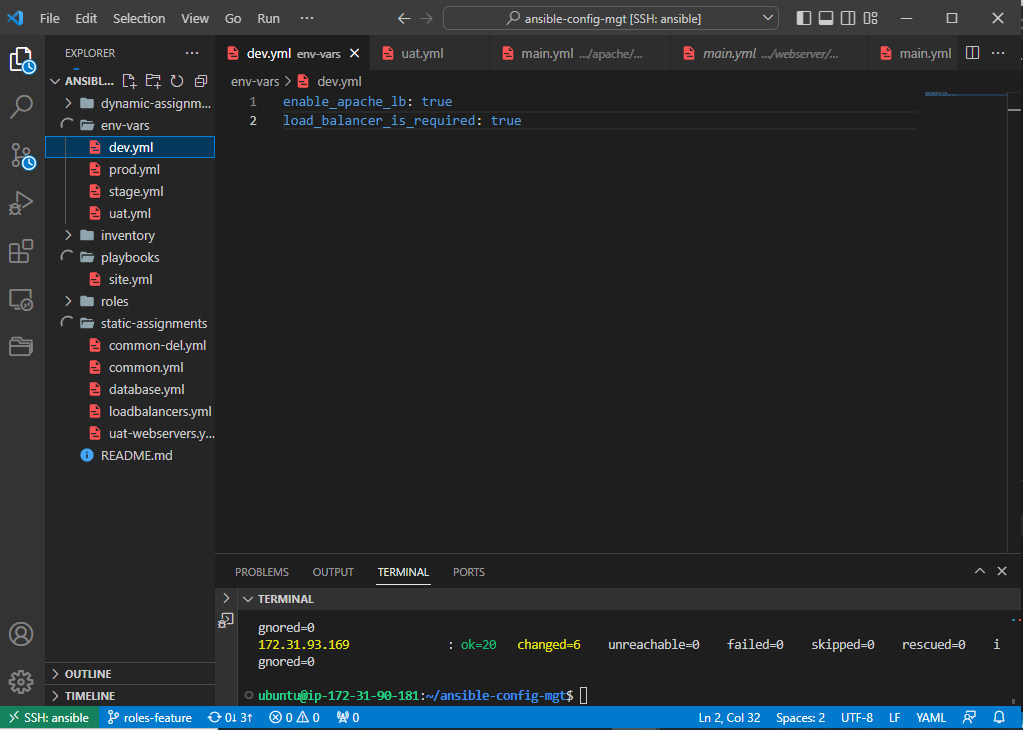 File Edit Selection View Go Run ··· ansible-config-mgt [SSH: ansible]
EXPLORER ···
ANSIBL...
dynamic-assignm...
env-vars
dev.yml
prod.yml
stage.yml
uat.yml
inventory
playbooks
site.yml
roles
static-assignments
common-del.yml
common.yml
database.yml
loadbalancers.yml
uat-webservers.y...
README.md
OUTLINE
TIMELINE
dev.yml env-vars uat.yml main.yml .../apache/... main.yml .../webserver/... main.yml ···
env-vars > dev.yml
1 enable_apache_lb: true
2 load_balancer_is_required: true
PROBLEMS OUTPUT TERMINAL PORTS
TERMINAL
gnored=0
172.31.93.169 : ok=20 changed=6 unreachable=0 failed=0 skipped=0 rescued=0 i
gnored=0
ubuntu@ip-172-31-90-181:~/ansible-config-mgt$
SSH: ansible roles-feature 0↓ 3↑ 0 0 0 Ln 2, Col 32 Spaces: 2 UTF-8 LF YAML